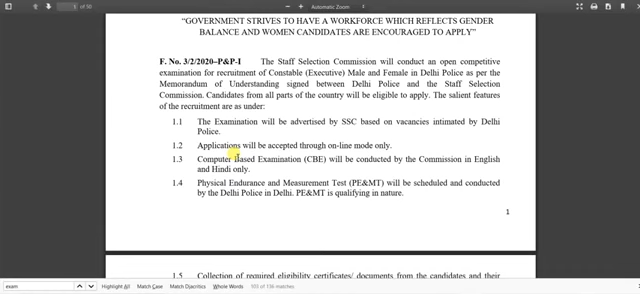 1 of 50
Automatic Zoom
"GOVERNMENT STRIVES TO HAVE A WORKFORCE WHICH REFLECTS GENDER
BALANCE AND WOMEN CANDIDATES ARE ENCOURAGED TO APPLY"
F. No. 3/2/2020–P&P-I The Staff Selection Commission will conduct an open competitive
examination for recruitment of Constable (Executive) Male and Female in Delhi Police as per the
Memorandum of Understanding signed between Delhi Police and the Staff Selection
Commission. Candidates from all parts of the country will be eligible to apply. The salient features
of the recruitment are as under:
1.1 The Examination will be advertised by SSC based on vacancies intimated by Delhi
Police.
1.2 Applications will be accepted through on-line mode only.
1.3 Computer Based Examination (CBE) will be conducted by the Commission in English
and Hindi only.
1.4 Physical Endurance and Measurement Test (PE&MT) will be scheduled and conducted
by the Delhi Police in Delhi. PE&MT is qualifying in nature.
1
1.5 Collection of required eligibility certificates/ documents from the candidates and their
exam Highlight All Match Case Match Diacritics Whole Words 103 of 136 matches